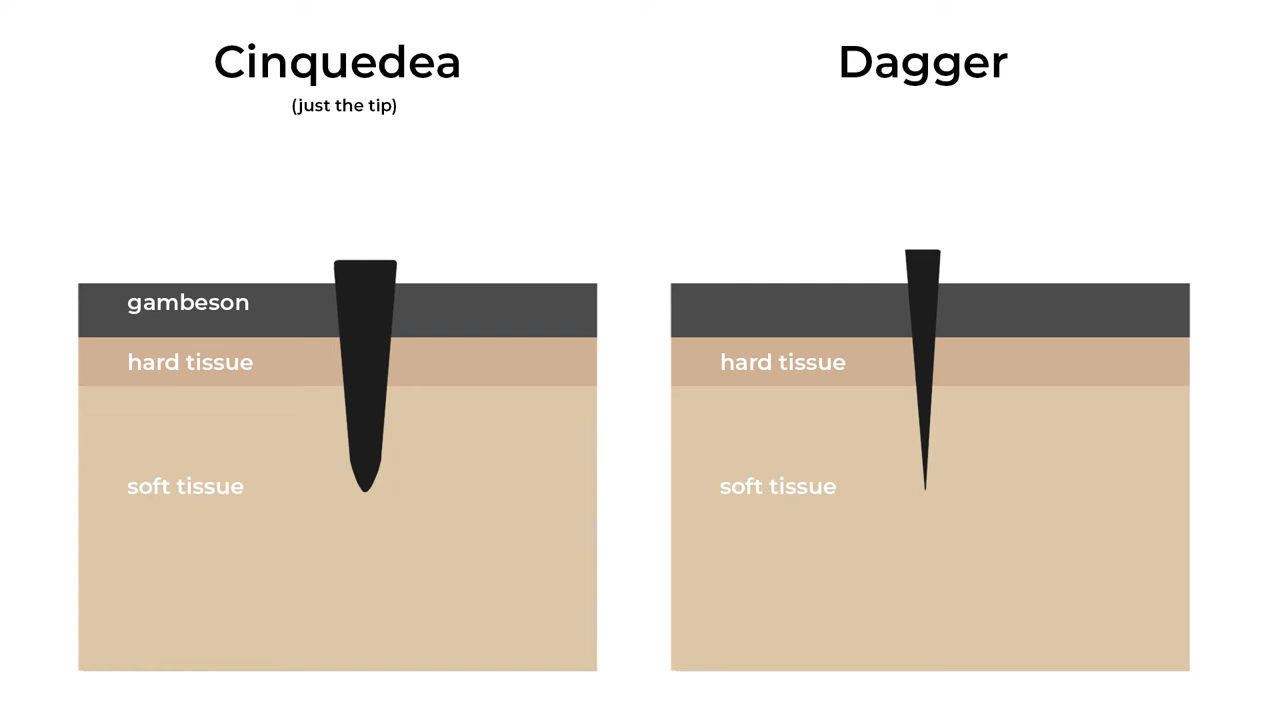 Cinquedea
(just the tip)
gambeson
hard tissue
soft tissue
Dagger
hard tissue
soft tissue